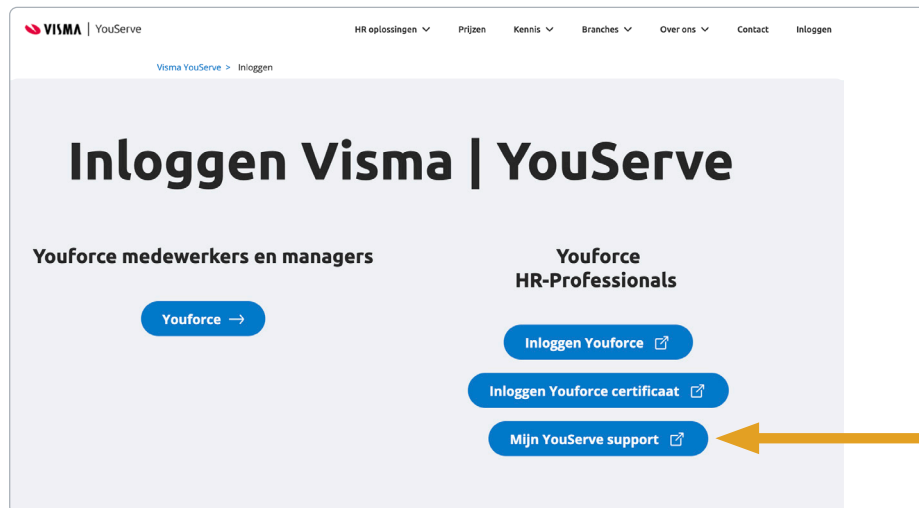 VISMA | YouServe
HR oplossingen Prijzen Kennis Branches Over ons Contact Inloggen
Visma YouServe > Inloggen
Inloggen Visma | YouServe
Youforce medewerkers en managers
Youforce →
Youforce
HR-Professionals
Inloggen Youforce
Inloggen Youforce certificaat
Mijn YouServe support